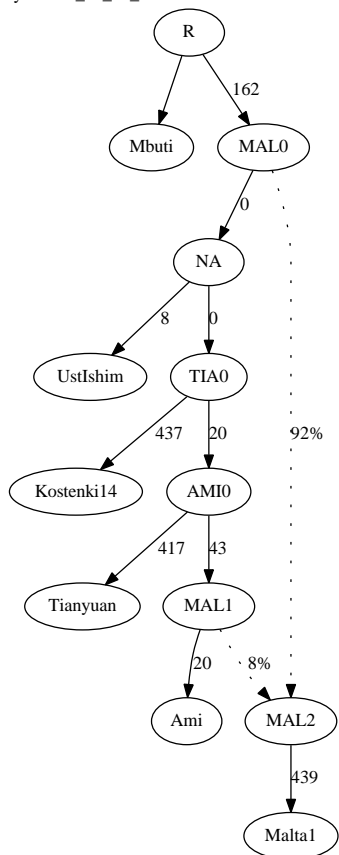 R
162
Mbuti
MAL0
0
NA
8
0
UstIshim
TIA0
437
20
92%
Kostenki14
AMI0
417
43
Tianyuan
MAL1
20
8%
Ami
MAL2
439
Malta1